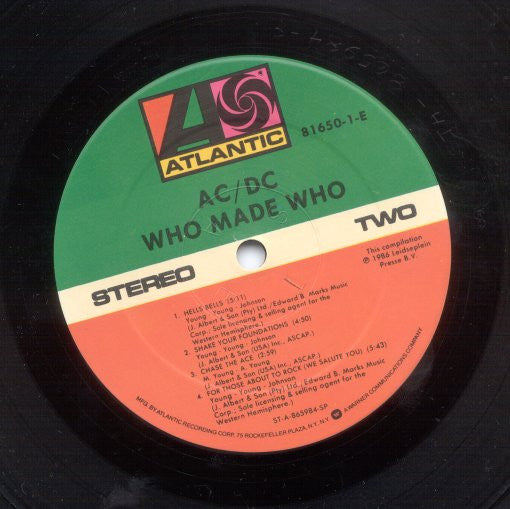 ATLANTIC
81650-1-E
AC/DC
WHO MADE WHO
STEREO
TWO
This compilation
℗ 1986 Leidseplein
Presse B.V.
1. HELLS BELLS (5:11)
Young - Young - Johnson
(J. Albert & Son (Pty) Ltd./Edward B. Marks Music
Corp.: Sole licensing & selling agent for the
Western Hemisphere.)
2. SHAKE YOUR FOUNDATIONS (4:50)
Young - Young - Johnson
(J. Albert & Son (USA) Inc., ASCAP.)
3. CHASE THE ACE (2:59)
M. Young - A. Young
(J. Albert & Son (USA) Inc., ASCAP.)
4. FOR THOSE ABOUT TO ROCK (WE SALUTE YOU) (5:43)
Young - Young - Johnson
(J. Albert & Son (Pty) Ltd., Edward B. Marks Music
Corp.: Sole licensing & selling agent for the
Western Hemisphere.)
ST-A-865984-SP
MFG. BY ATLANTIC RECORDING CORP. 75 ROCKEFELLER PLAZA, N.Y. N.Y. A WARNER COMMUNICATIONS COMPANY